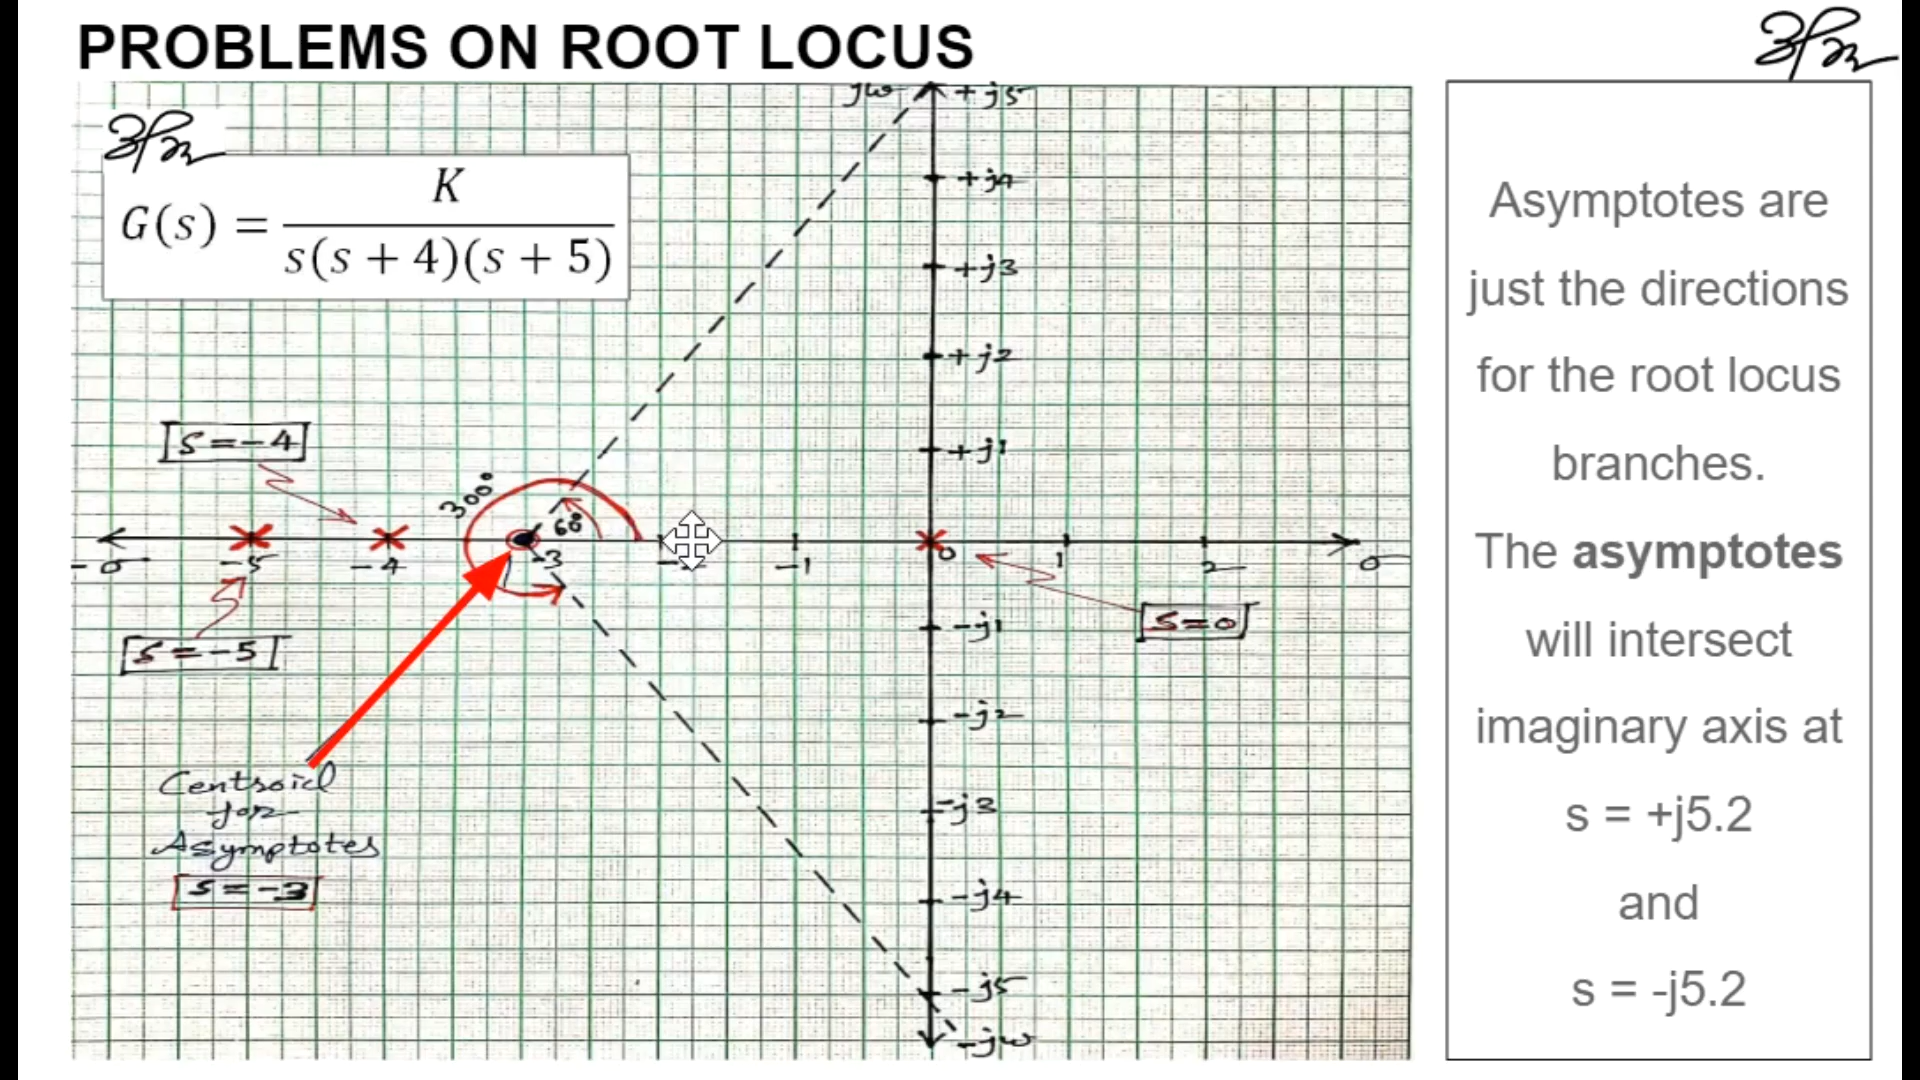 PROBLEMS ON ROOT LOCUS
jω
+j5
G(s) = K / s(s + 4)(s + 5)
+j4
+j3
+j2
+j1
S=-4
300°
60°
-σ
-5
-4
-3
-1
0
1
2
σ
S=-5
S=0
-j1
-j2
-j3
-j4
-j5
-jω
Centroid
for
Asymptotes
S=-3
Asymptotes are
just the directions
for the root locus
branches.
The asymptotes
will intersect
imaginary axis at
s = +j5.2
and
s = -j5.2